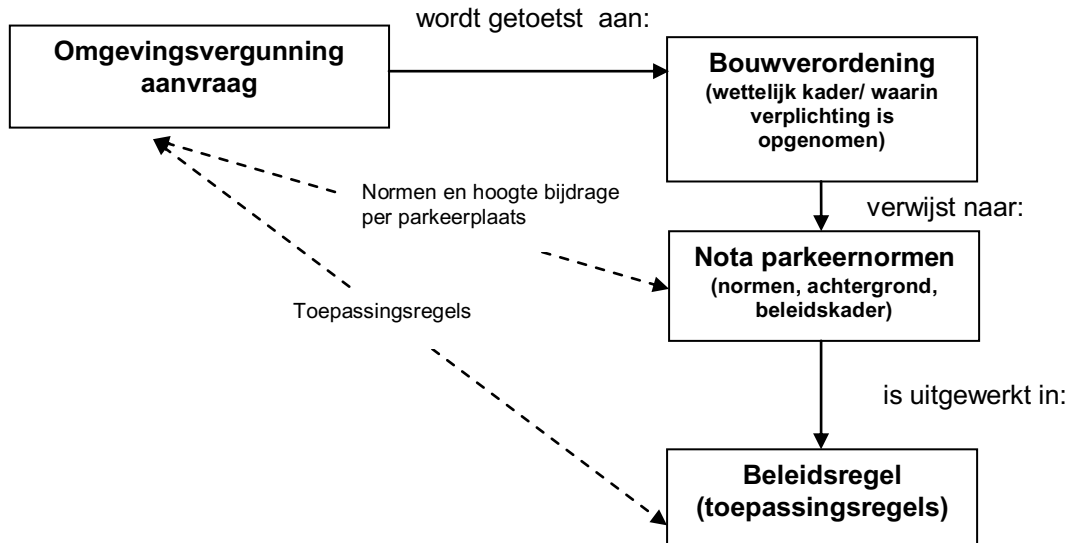 wordt getoetst aan:
Omgevingsvergunning
aanvraag
Bouwverordening
(wettelijk kader/ waarin
verplichting is
opgenomen)
Normen en hoogte bijdrage
per parkeerplaats
verwijst naar:
Nota parkeernormen
(normen, achtergrond,
beleidskader)
Toepassingsregels
is uitgewerkt in:
Beleidsregel
(toepassingsregels)